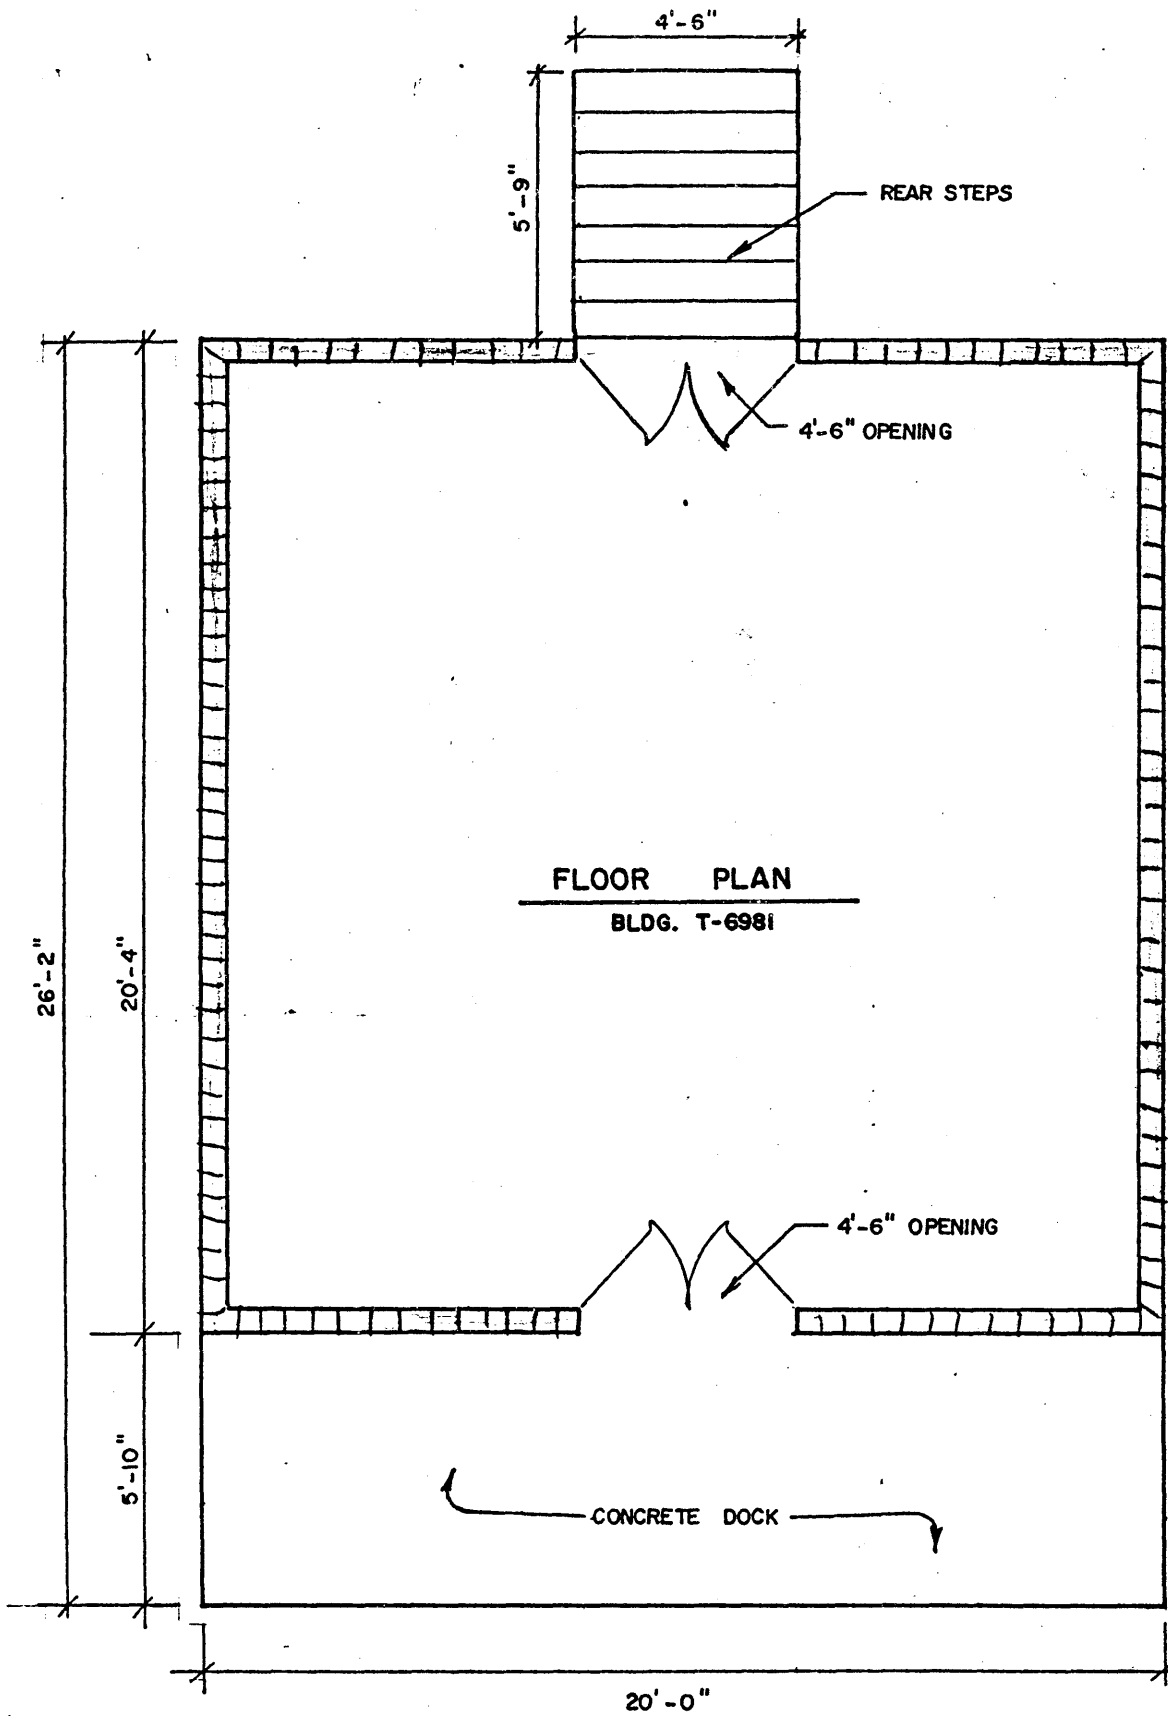 4'-6"
5'-9"
REAR STEPS
4'-6" OPENING
FLOOR PLAN
BLDG. T-6981
26'-2"
20'-4"
4'-6" OPENING
5'-10"
CONCRETE DOCK
20'-0"